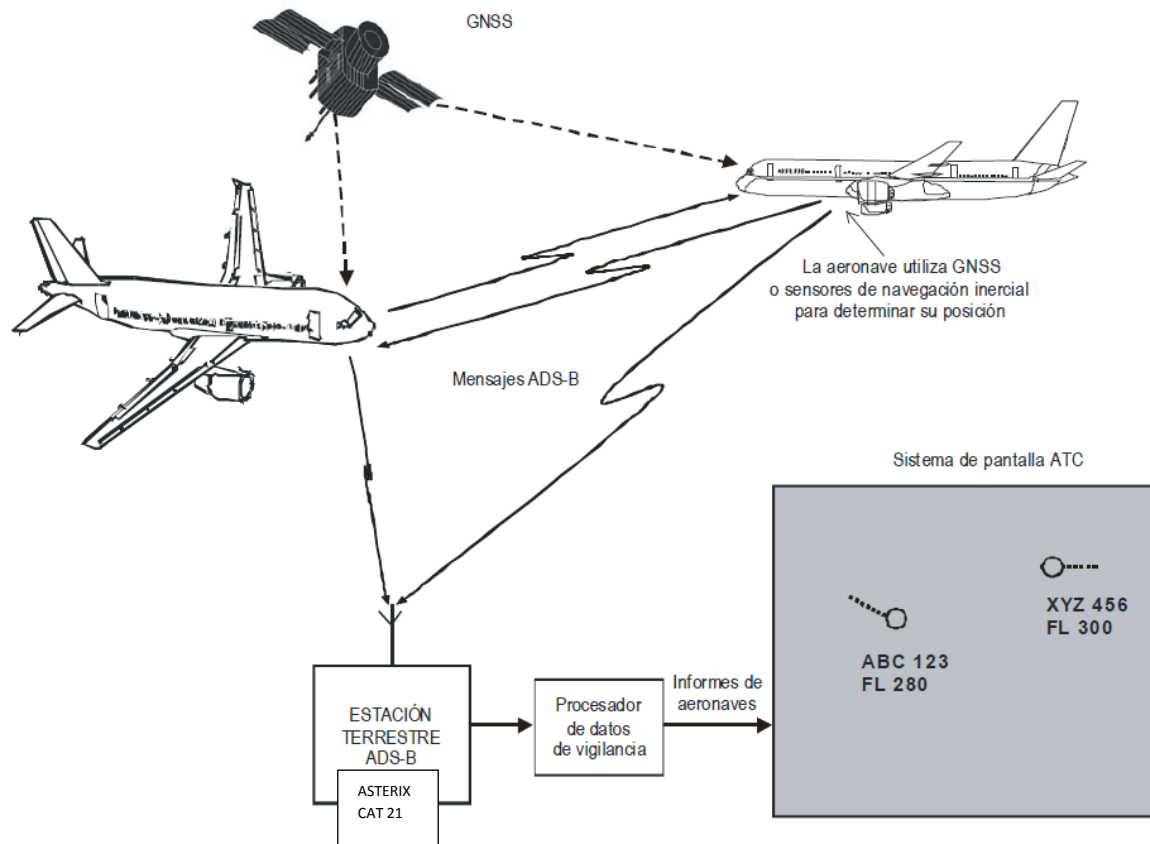 GNSS
La aeronave utiliza GNSS
o sensores de navegación inercial
para determinar su posición
Mensajes ADS-B
Sistema de pantalla ATC
XYZ 456
FL 300
ABC 123
FL 280
Informes de
aeronaves
Procesador
de datos
de vigilancia
ESTACIÓN
TERRESTRE
ADS-B
ASTERIX
CAT 21